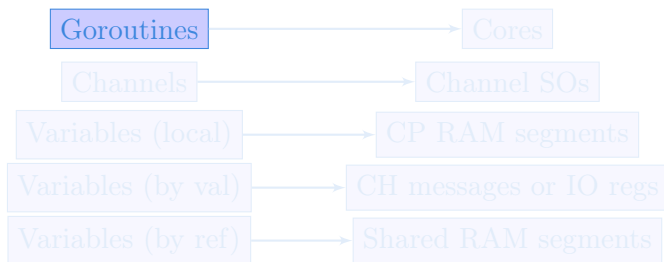 Goroutines Cores
Channels Channel SOs
Variables (local) CP RAM segments
Variables (by val) CH messages or IO regs
Variables (by ref) Shared RAM segments